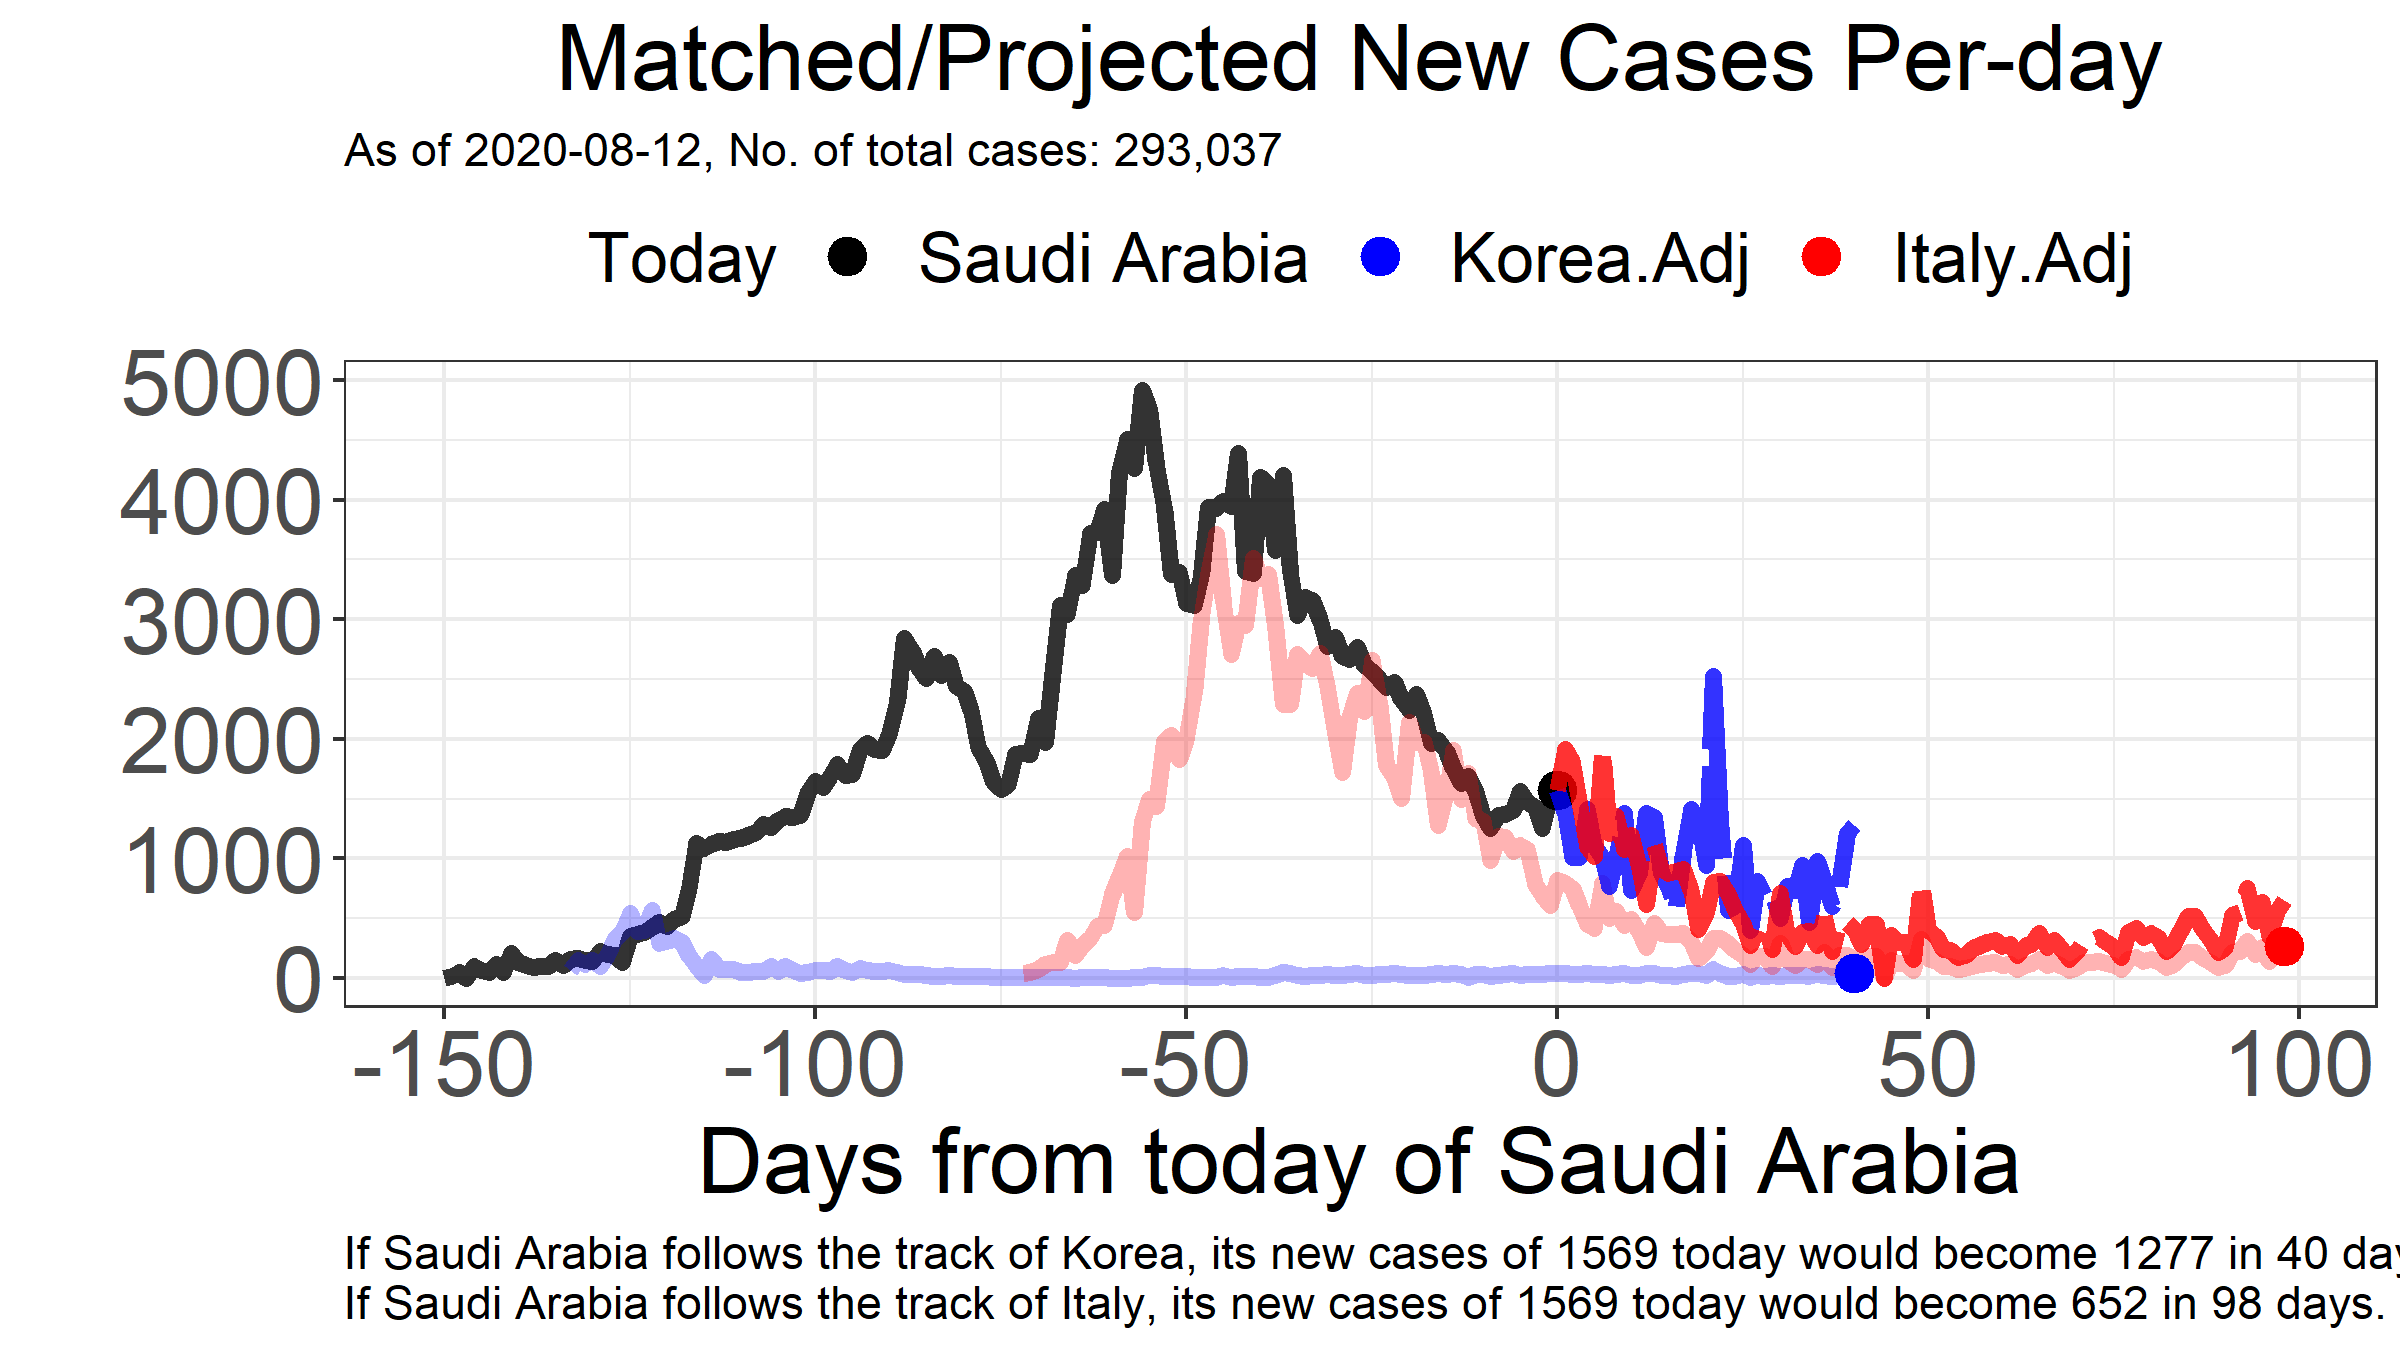 Matched/Projected New Cases Per-day
As of 2020-08-12, No. of total cases: 293,037
Today Saudi Arabia Korea.Adj Italy.Adj
5000
4000
3000
2000
1000
0
-150 -100 -50 0 50 100
Days from today of Saudi Arabia
If Saudi Arabia follows the track of Korea, its new cases of 1569 today would become 1277 in 40 day
If Saudi Arabia follows the track of Italy, its new cases of 1569 today would become 652 in 98 days.